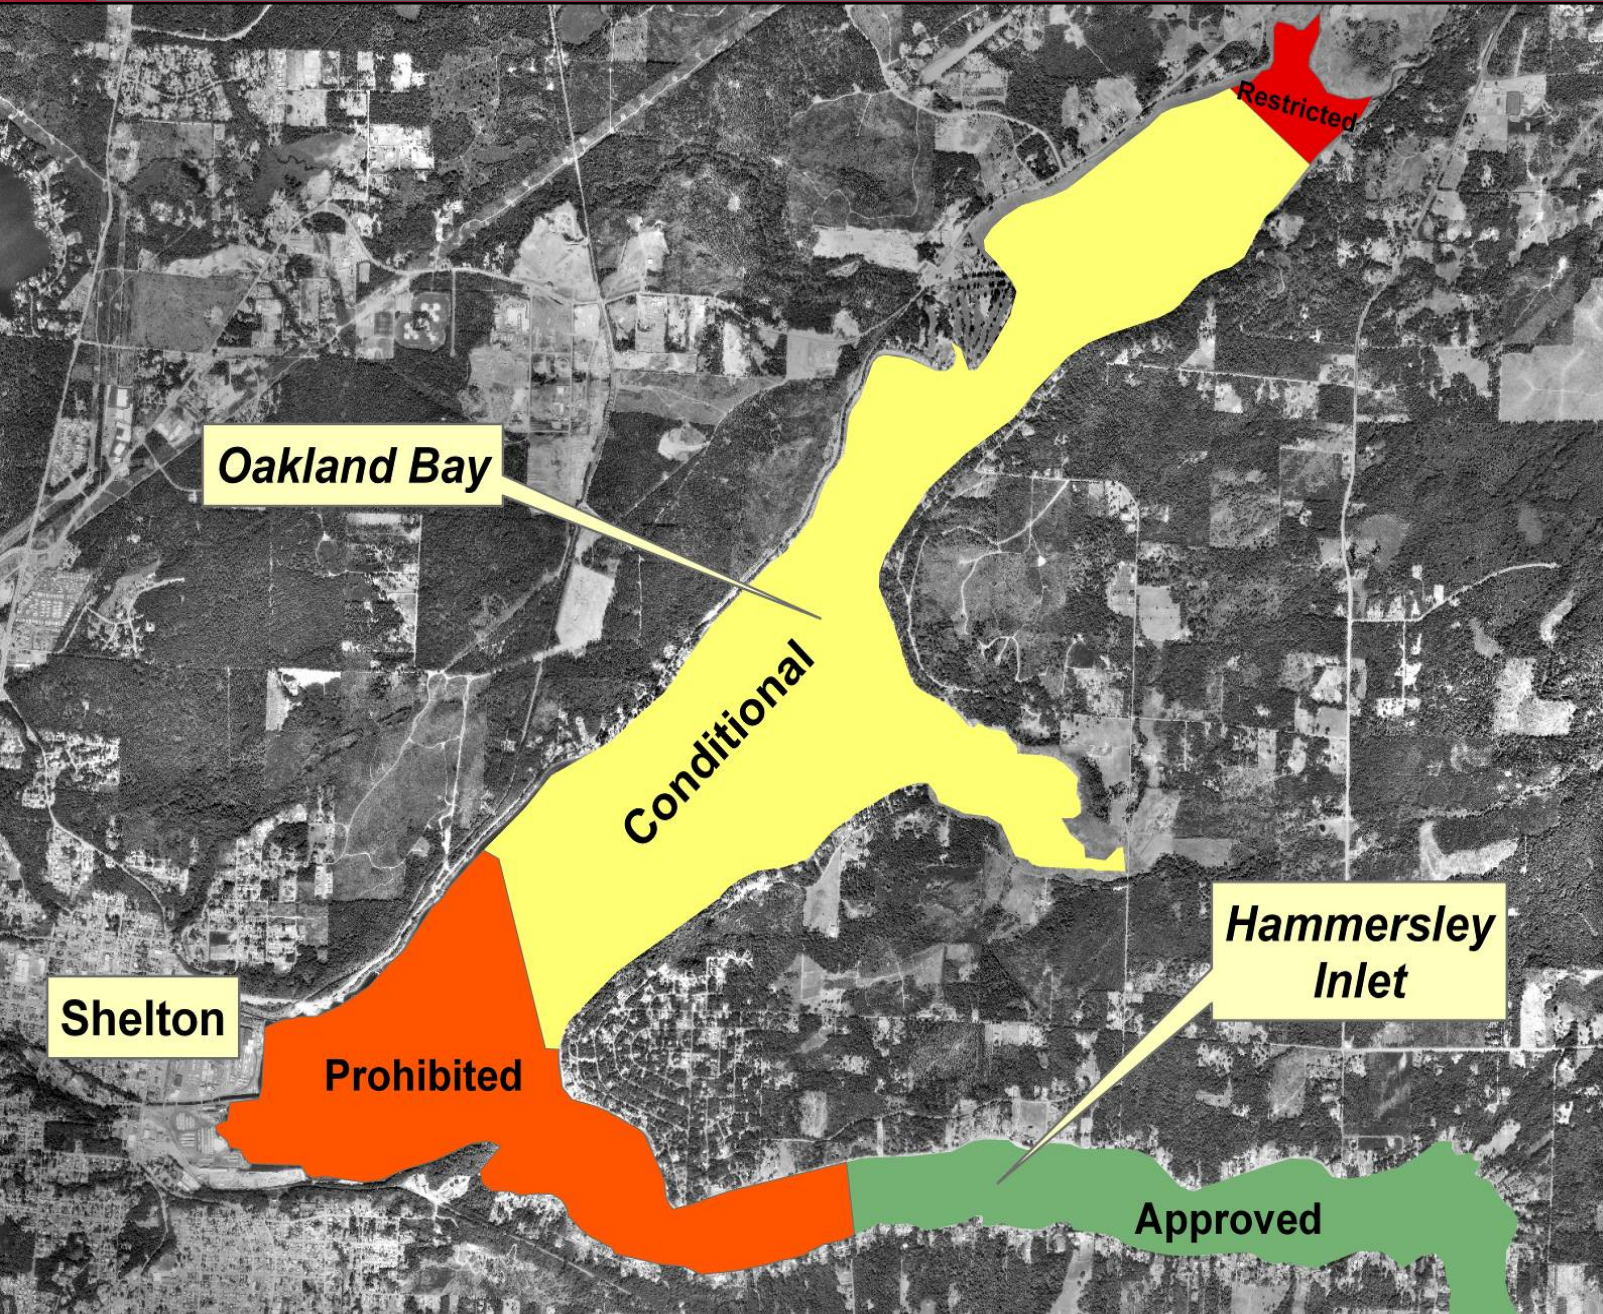 Restricted
Oakland Bay
Conditional
Hammersley
Inlet
Shelton
Prohibited
Approved